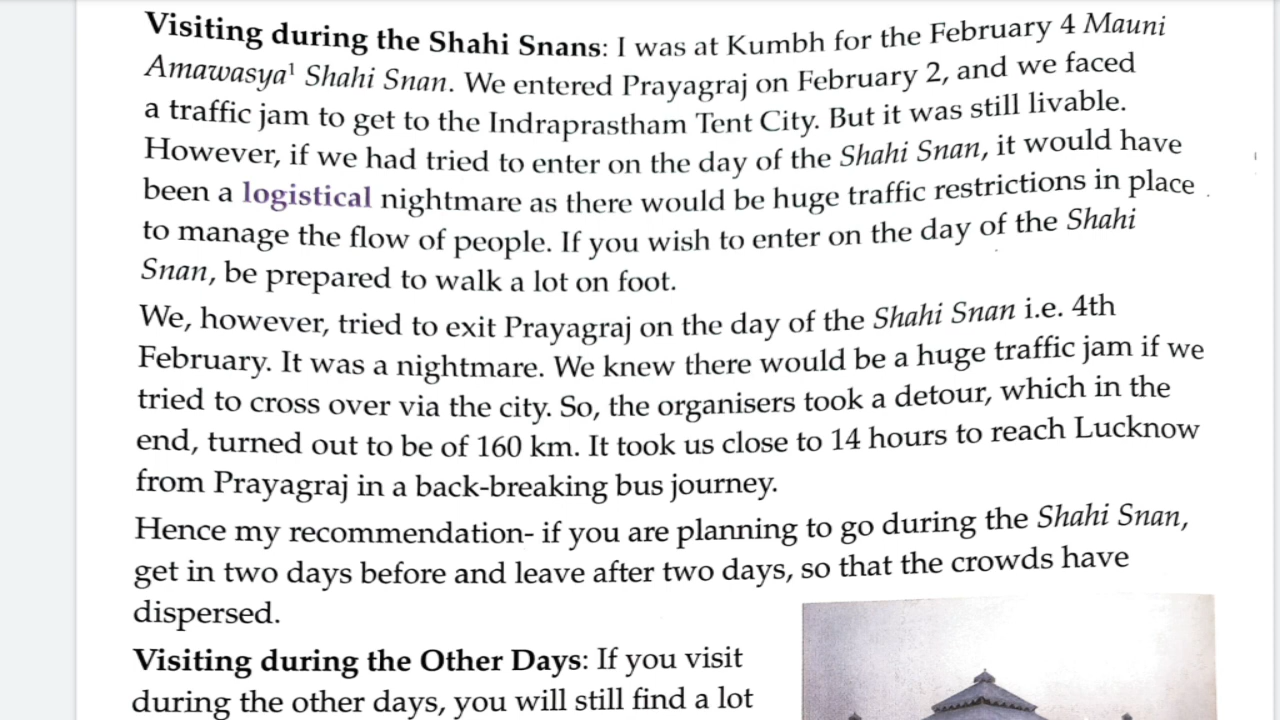 Visiting during the Shahi Snans: I was at Kumbh for the February 4 Mauni
Amawasya¹ Shahi Snan. We entered Prayagraj on February 2, and we faced
a traffic jam to get to the Indraprastham Tent City. But it was still livable.
However, if we had tried to enter on the day of the Shahi Snan, it would have
been a logistical nightmare as there would be huge traffic restrictions in place
to manage the flow of people. If you wish to enter on the day of the Shahi
Snan, be prepared to walk a lot on foot.
We, however, tried to exit Prayagraj on the day of the Shahi Snan i.e. 4th
February. It was a nightmare. We knew there would be a huge traffic jam if we
tried to cross over via the city. So, the organisers took a detour, which in the
end, turned out to be of 160 km. It took us close to 14 hours to reach Lucknow
from Prayagraj in a back-breaking bus journey.
Hence my recommendation- if you are planning to go during the Shahi Snan,
get in two days before and leave after two days, so that the crowds have
dispersed.
Visiting during the Other Days: If you visit
during the other days, you will still find a lot